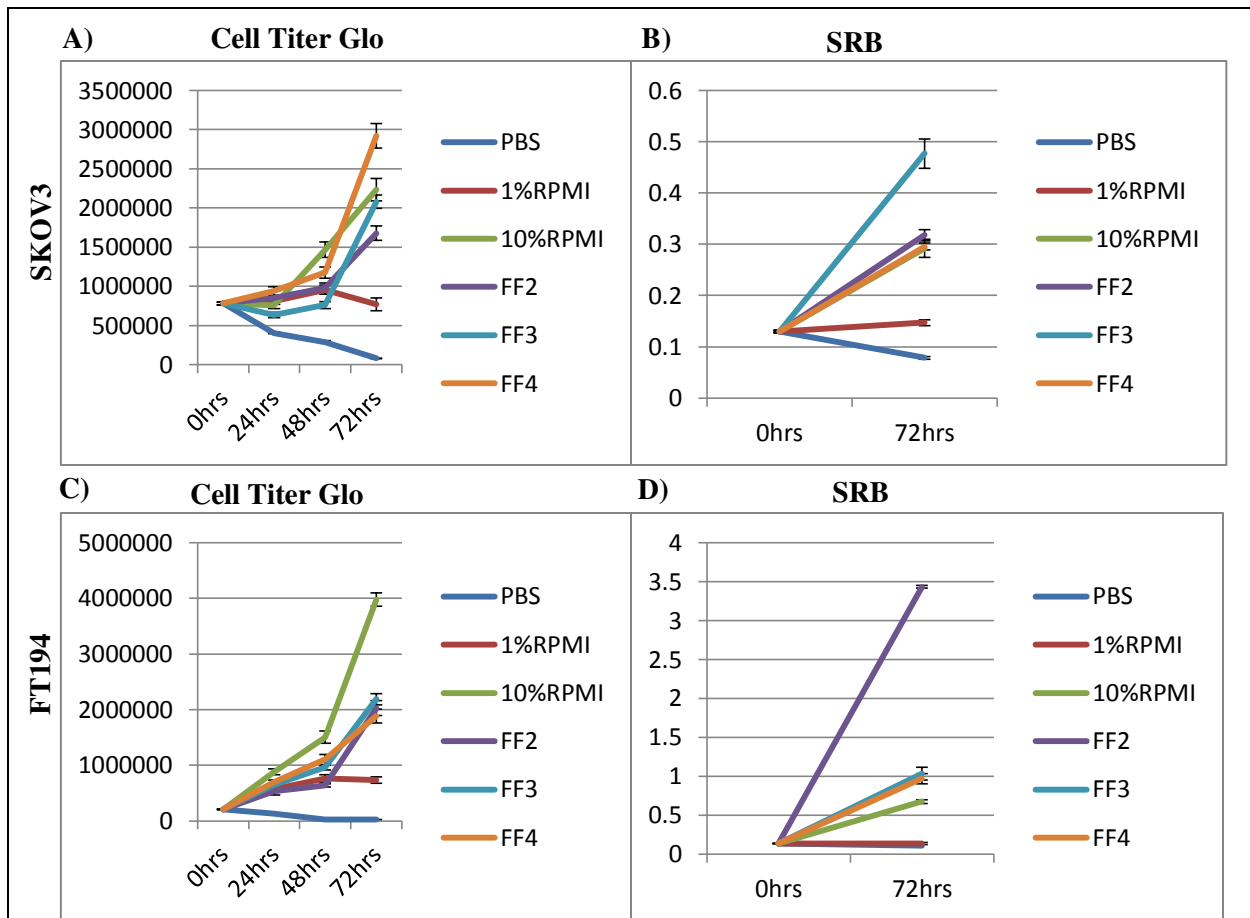 A) Cell Titer Glo
SKOV3
3500000
3000000
2500000
2000000
1500000
1000000
500000
0
0hrs 24hrs 48hrs 72hrs
PBS
1%RPMI
10%RPMI
FF2
FF3
FF4
B) SRB
0.6
0.5
0.4
0.3
0.2
0.1
0
0hrs 72hrs
PBS
1%RPMI
10%RPMI
FF2
FF3
FF4
C) Cell Titer Glo
FT194
5000000
4000000
3000000
2000000
1000000
0
0hrs 24hrs 48hrs 72hrs
PBS
1%RPMI
10%RPMI
FF2
FF3
FF4
D) SRB
4
3.5
3
2.5
2
1.5
1
0.5
0
0hrs 72hrs
PBS
1%RPMI
10%RPMI
FF2
FF3
FF4